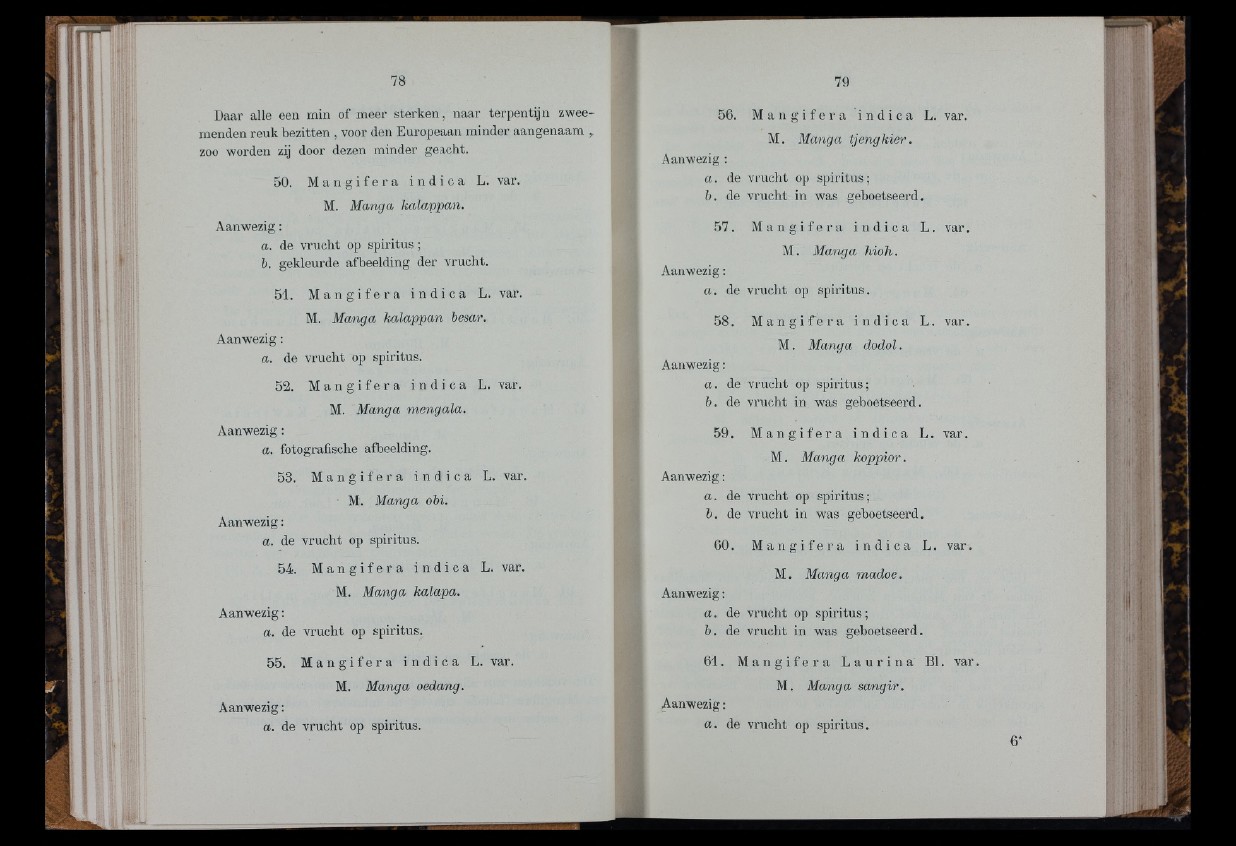 78
Daar alle een min of meer sterken, naar terpentijn zwee-
menden reuk bezitten, voor den Europeaan minder aangenaam,
zoo worden zij door dezen minder geacht.
50. Mangifera indica L. var.
M. Manga kalappan.
Aanwezig:
a. de vrucht op spiritus;
b. gekleurde afbeelding der vrucht.
51. Mangifera indica L. var.
M. Manga kalappan besar.
Aanwezig:
a. de vrucht op spiritus.
52. Mangifera indica L. var.
M. Manga mengala.
Aanwezig:
a. fotografische afbeelding.
53. Mangifera indica L. var.
M. Manga obi.
Aanwezig:
a. de vrucht op spiritus.
54. Mangifera indica L. var.
M. Manga kalapa.
Aanwezig:
a. de vrucht op spiritus.
55. Mangifera indica L. var.
M. Manga oedang.
Aanwezig:
a. de vrucht op spiritus.
79
56. Mangifera indica L. var.
M. Manga tjengkier.
Aanwezig:
a. de vrucht op spiritus;
b. de vrucht in was geboetseerd.
57. Mangifera indica L. var.
M. Manga hioh.
Aanwezig:
a. de vrucht op spiritus.
58. Mangifera indica L. var.
M. Manga dodol.
Aanwezig:
a. de vrucht op spiritus;
b. de vrucht in was geboetseerd.
59. Mangifera indica L. var.
M. Manga koppior.
Aanwezig:
a. de vrucht op spiritus;
b. de vrucht in was geboetseerd.
60. Mangifera indica L. var.
M. Manga madoe.
Aanwezig:
a. de vrucht op spiritus;
b. de vrucht in was geboetseerd.
61. Mangifera Laurina Bl. var.
M. Manga sangir.
Aanwezig:
a. de vrucht op spiritus.
6*